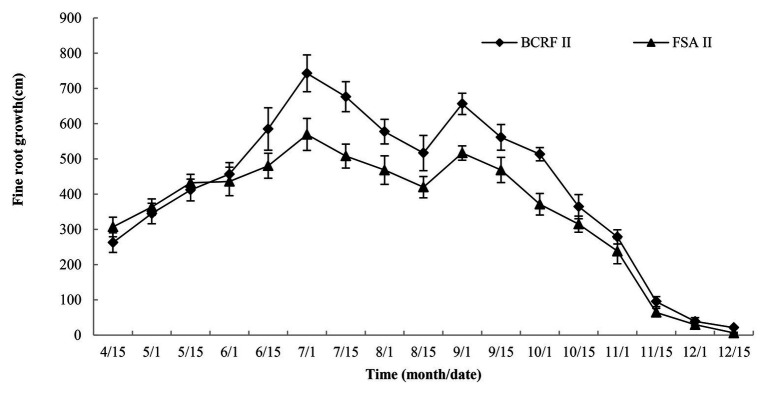 BCRF II
FSA II
Fine root growth(cm)
900
800
700
600
500
400
300
200
100
0
4/15 5/1 5/15 6/1 6/15 7/1 7/15 8/1 8/15 9/1 9/15 10/1 10/15 11/1 11/15 12/1 12/15
Time (month/date)